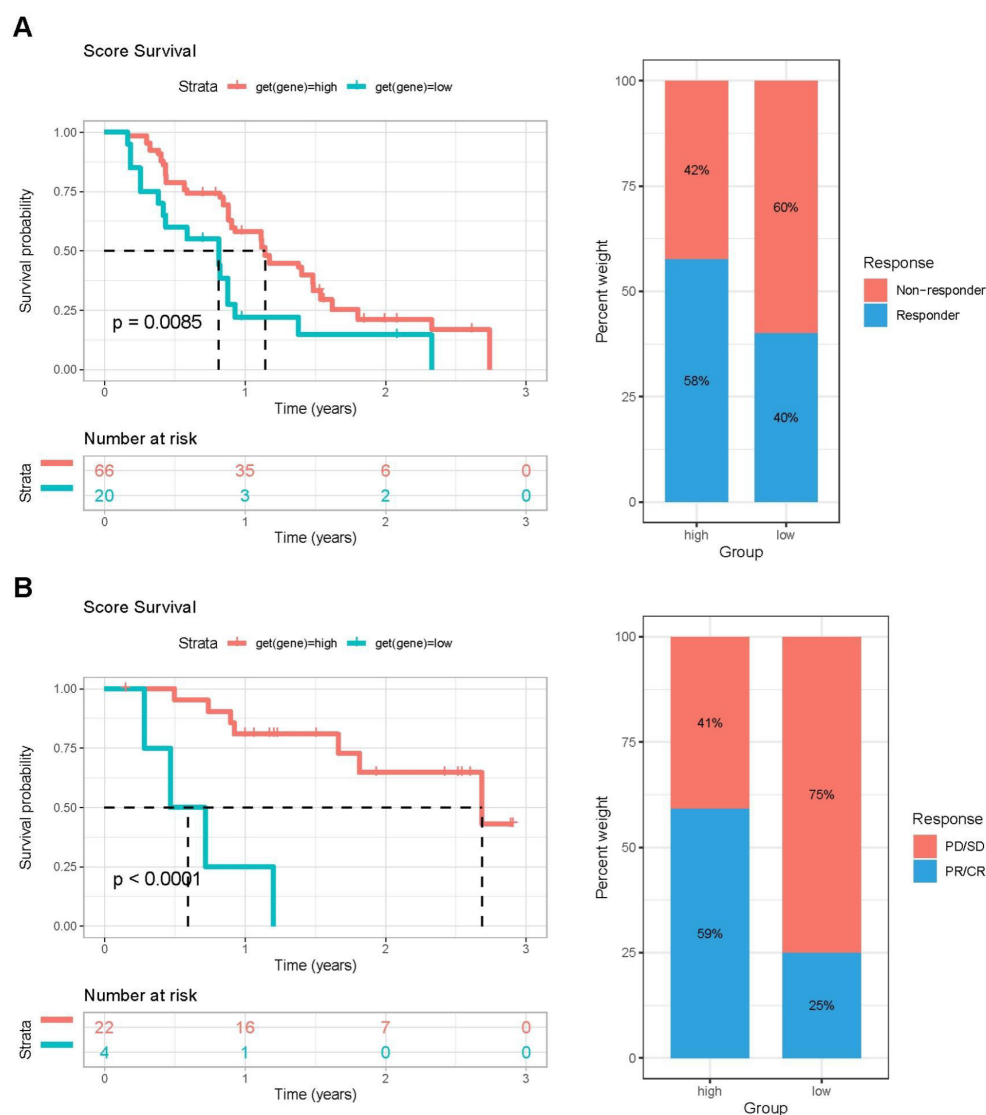 A
Score Survival
Strata get(gene)=high get(gene)=low
Survival probability
1.00
0.75
0.50
0.25
0.00
p = 0.0085
0 1 2 3
Time (years)
Number at risk
Strata
66 35 6 0
20 3 2 0
0 1 2 3
Time (years)
Percent weight
100
75
50
25
0
42%
58%
60%
40%
high low
Group
Response
Non-responder
Responder
B
Score Survival
Strata get(gene)=high get(gene)=low
Survival probability
1.00
0.75
0.50
0.25
0.00
p < 0.0001
0 1 2 3
Time (years)
Number at risk
Strata
22 16 7 0
4 1 0 0
0 1 2 3
Time (years)
Percent weight
100
75
50
25
0
41%
59%
75%
25%
high low
Group
Response
PD/SD
PR/CR